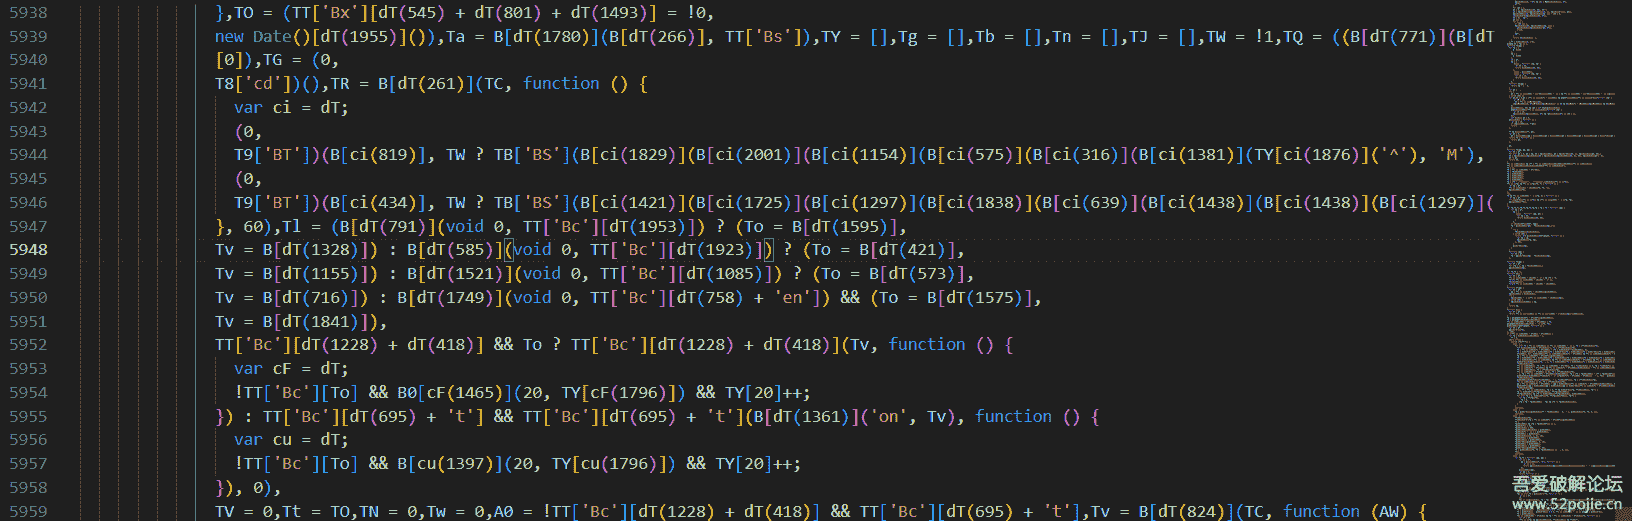 5938 },TO = (TT['Bx'][dT(545) + dT(801) + dT(1493)] = !0,
5939 new Date()[dT(1955)]()),Ta = B[dT(1780)](B[dT(266)], TT['Bs']),TY = [],Tg = [],Tb = [],Tn = [],TJ = [],TW = !1,TQ = ((B[dT(771)](B[dT
5940 [0]),TG = (0,
5941 T8['cd'])(),TR = B[dT(261)](TC, function () {
5942 var ci = dT;
5943 (0,
5944 T9['BT'])(B[ci(819)], TW ? TB['BS'](B[ci(1829)](B[ci(2001)](B[ci(1154)](B[ci(575)](B[ci(316)](B[ci(1381)](TY[ci(1876)]('^'), 'M'),
5945 (0,
5946 T9['BT'])(B[ci(434)], TW ? TB['BS'](B[ci(1421)](B[ci(1725)](B[ci(1297)](B[ci(1838)](B[ci(639)](B[ci(1438)](B[ci(1438)](B[ci(1297)](
5947 }, 60),Tl = (B[dT(791)](void 0, TT['Bc'][dT(1953)]) ? (To = B[dT(1595)],
5948 Tv = B[dT(1328)]) : B[dT(585)](void 0, TT['Bc'][dT(1923)]) ? (To = B[dT(421)],
5949 Tv = B[dT(1155)]) : B[dT(1521)](void 0, TT['Bc'][dT(1085)]) ? (To = B[dT(573)],
5950 Tv = B[dT(716)]) : B[dT(1749)](void 0, TT['Bc'][dT(758) + 'en']) && (To = B[dT(1575)],
5951 Tv = B[dT(1841)]),
5952 TT['Bc'][dT(1228) + dT(418)] && To ? TT['Bc'][dT(1228) + dT(418)](Tv, function () {
5953 var cF = dT;
5954 !TT['Bc'][To] && B0[cF(1465)](20, TY[cF(1796)]) && TY[20]++;
5955 }) : TT['Bc'][dT(695) + 't'] && TT['Bc'][dT(695) + 't'](B[dT(1361)]('on', Tv), function () {
5956 var cu = dT;
5957 !TT['Bc'][To] && B[cu(1397)](20, TY[cu(1796)]) && TY[20]++;
5958 }), 0),
5959 TV = 0,Tt = TO,TN = 0,Tw = 0,A0 = !TT['Bc'][dT(1228) + dT(418)] && TT['Bc'][dT(695) + 't'],Tv = B[dT(824)](TC, function (AW) {
吾爱破解论坛
www.52pojie.cn